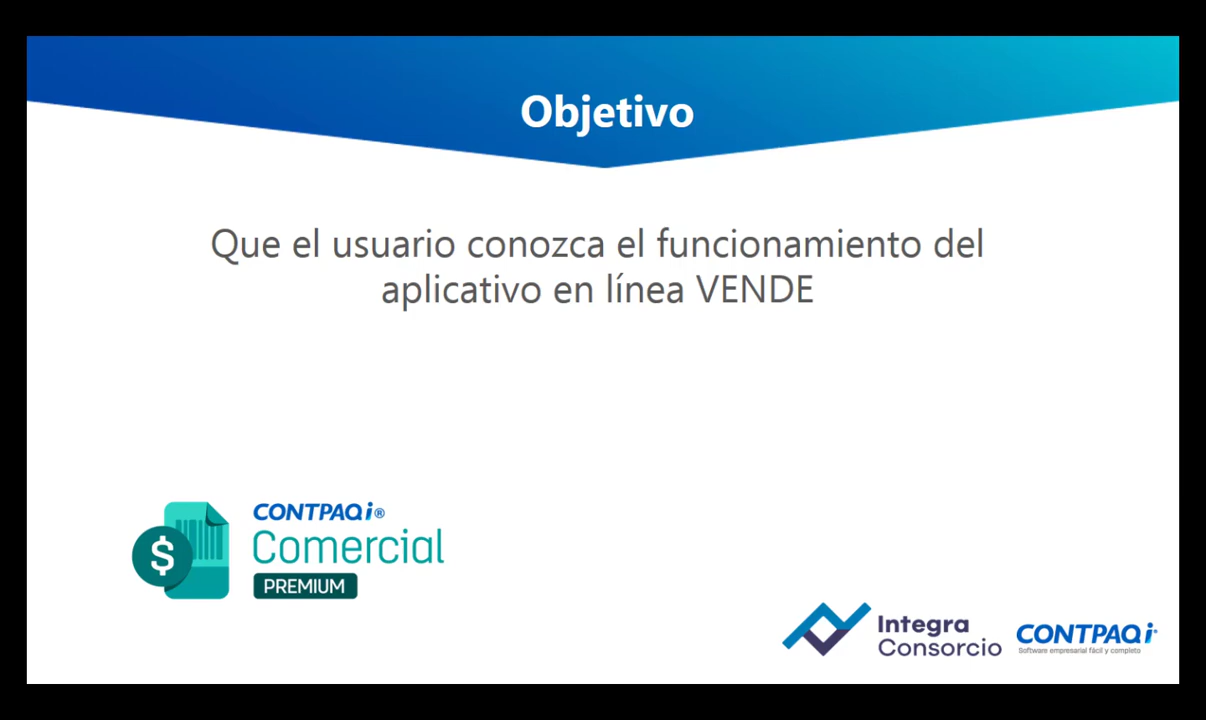 Objetivo
Que el usuario conozca el funcionamiento del
aplicativo en línea VENDE
CONTPAQi®
Comercial
PREMIUM
$
Integra
Consorcio
CONTPAQi®
Software empresarial fácil y completo